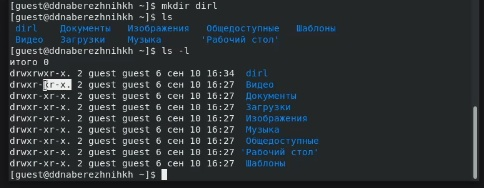 [guest@ddnaberezhnihkh ~]$ mkdir dirl
[guest@ddnaberezhnihkh ~]$ ls
dirl Документы Изображения Общедоступные Шаблоны
Видео Загрузки Музыка 'Рабочий стол'
[guest@ddnaberezhnihkh ~]$ ls -l
итого 0
drwxrwxr-x. 2 guest guest 6 сен 10 16:34 dirl
drwxr-xr-x. 2 guest guest 6 сен 10 16:27 Видео
drwxr-xr-x. 2 guest guest 6 сен 10 16:27 Документы
drwxr-xr-x. 2 guest guest 6 сен 10 16:27 Загрузки
drwxr-xr-x. 2 guest guest 6 сен 10 16:27 Изображения
drwxr-xr-x. 2 guest guest 6 сен 10 16:27 Музыка
drwxr-xr-x. 2 guest guest 6 сен 10 16:27 Общедоступные
drwxr-xr-x. 2 guest guest 6 сен 10 16:27 'Рабочий стол'
drwxr-xr-x. 2 guest guest 6 сен 10 16:27 Шаблоны
[guest@ddnaberezhnihkh ~]$